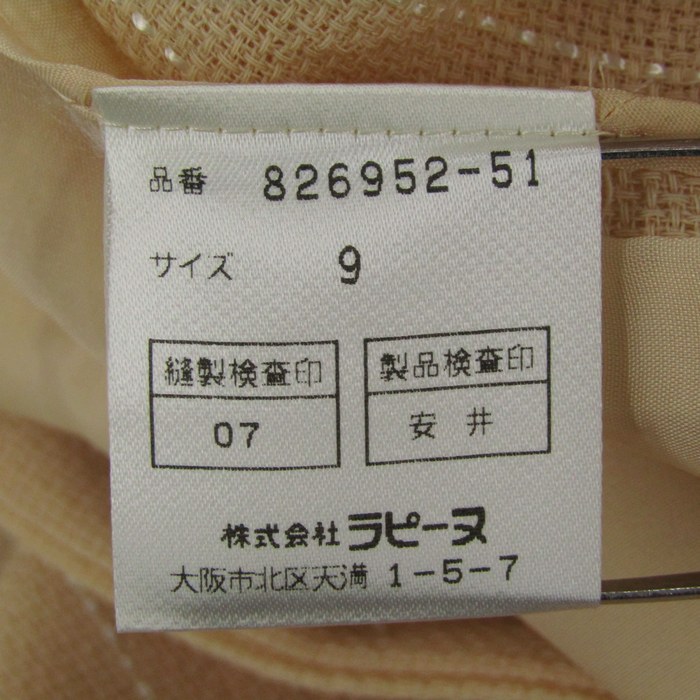 品番 826952-51
サイズ 9
縫製検査印 製品検査印
07 安井
株式会社 ラピーヌ
大阪市北区天満 1-5-7